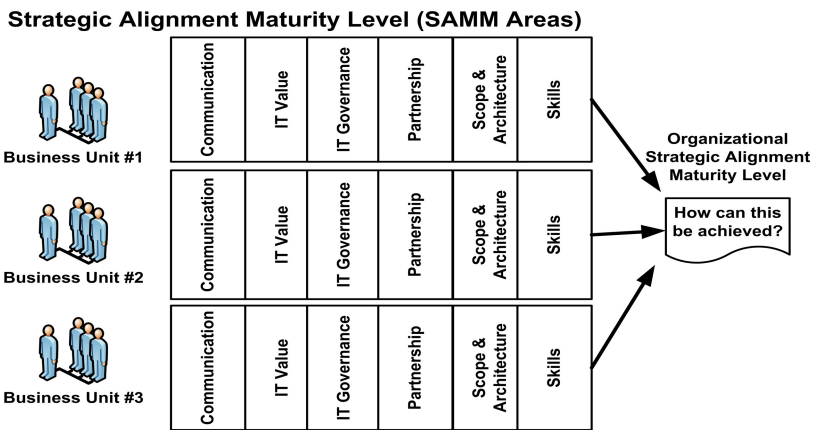 Strategic Alignment Maturity Level (SAMM Areas)
Business Unit #1
Communication
IT Value
IT Governance
Partnership
Scope &
Architecture
Skills
Organizational
Strategic Alignment
Maturity Level
How can this
be achieved?
Business Unit #2
Communication
IT Value
IT Governance
Partnership
Scope &
Architecture
Skills
Business Unit #3
Communication
IT Value
IT Governance
Partnership
Scope &
Architecture
Skills